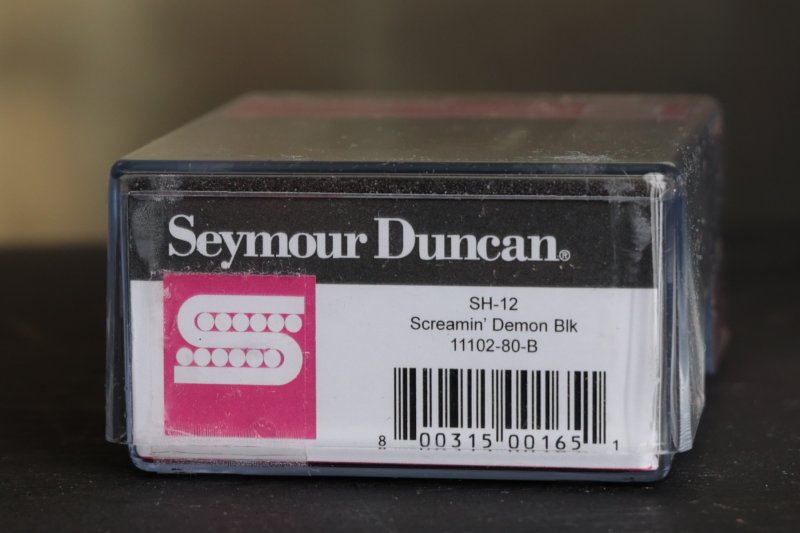 Seymour Duncan®
SH-12
Screamin' Demon Blk
11102-80-B
8 00315 00165 1